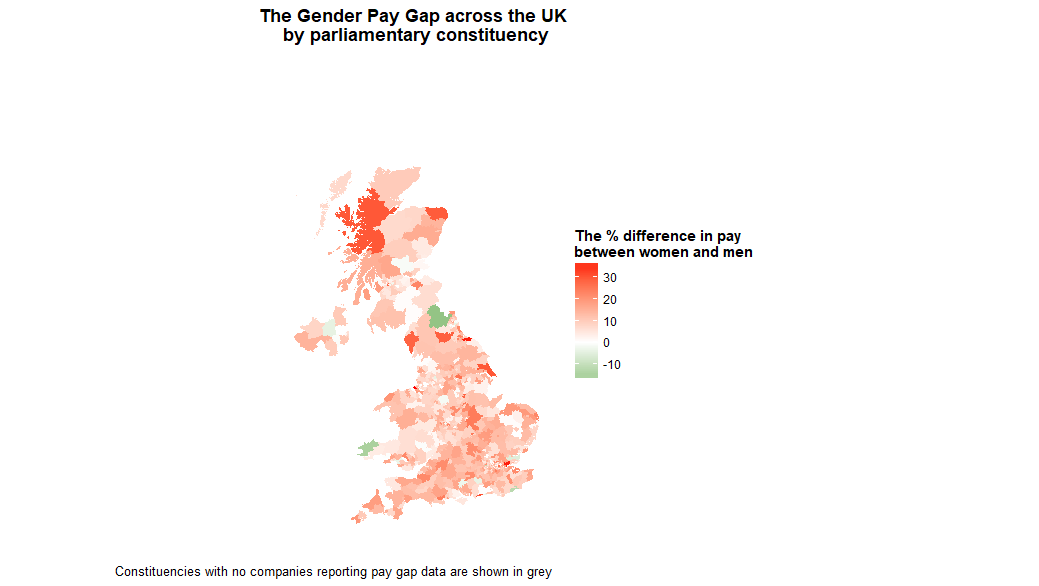 The Gender Pay Gap across the UK
by parliamentary constituency
The % difference in pay
between women and men
30
20
10
0
-10
Constituencies with no companies reporting pay gap data are shown in grey